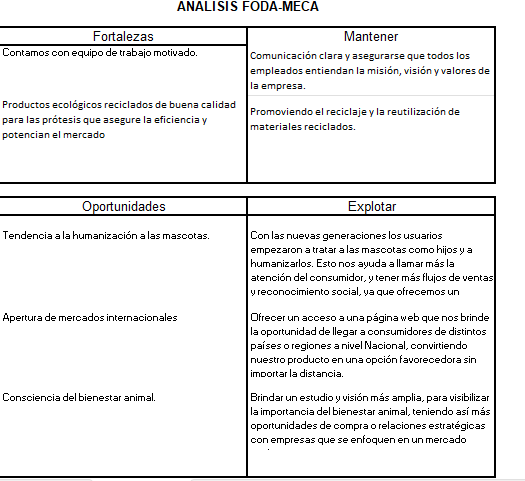 ANALISIS FODA-MECA
Fortalezas
Mantener
Contamos con equipo de trabajo motivado.
Comunicación clara y asegurarse que todos los
empleados entiendan la misión, visión y valores de
la empresa.
Productos ecológicos reciclados de buena calidad
para las prótesis que asegure la eficiencia y
potencian el mercado
Promoviendo el reciclaje y la reutilización de
materiales reciclados.
Oportunidades
Explotar
Tendencia a la humanización a las mascotas.
Con las nuevas generaciones los usuarios
empezaron a tratar a las mascotas como hijos y a
humanizarlos. Esto nos ayuda a llamar más la
atención del consumidor, y tener más flujos de ventas
y reconocimiento social, ya que ofrecemos un
Apertura de mercados internacionales
Ofrecer un acceso a una página web que nos brinde
la oportunidad de llegar a consumidores de distintos
países o regiones a nivel Nacional, convirtiendo
nuestro producto en una opción favorecedora sin
importar la distancia.
Consciencia del bienestar animal.
Brindar un estudio y visión más amplia, para visibilizar
la importancia del bienestar animal, teniendo así más
oportunidades de compra o relaciones estratégicas
con empresas que se enfoquen en un mercado